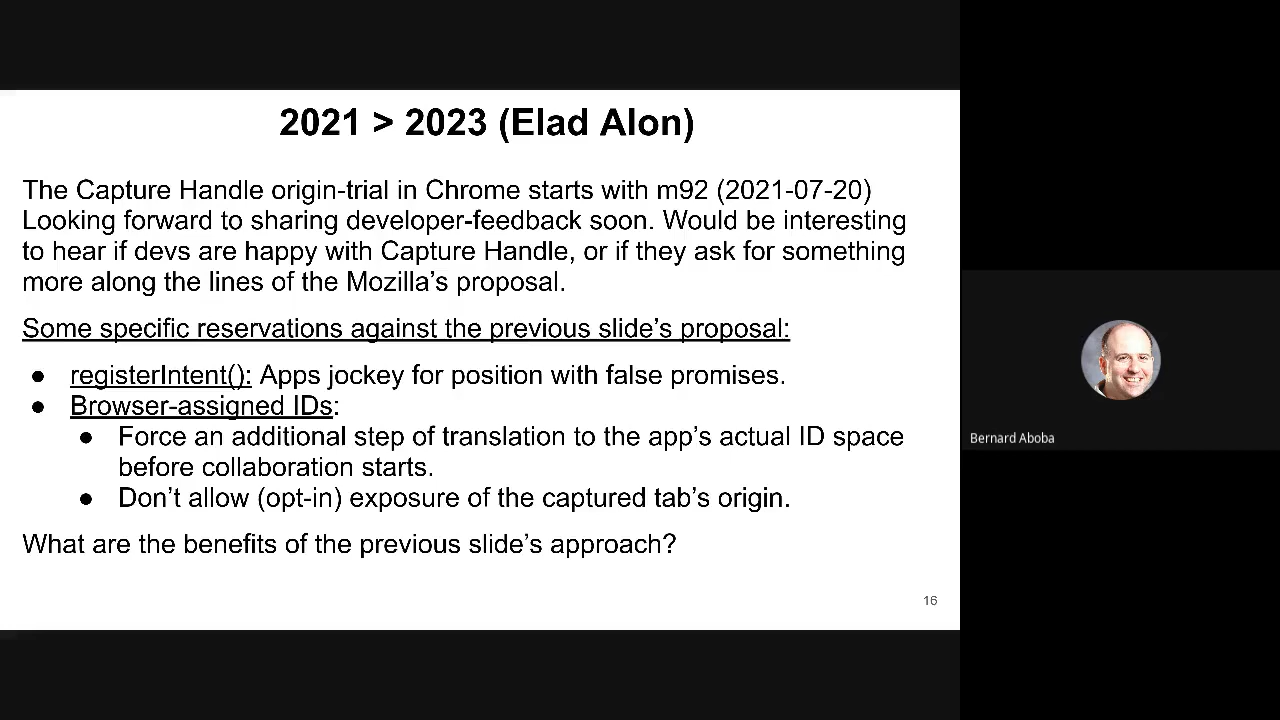 2021 > 2023 (Elad Alon)
The Capture Handle origin-trial in Chrome starts with m92 (2021-07-20)
Looking forward to sharing developer-feedback soon. Would be interesting
to hear if devs are happy with Capture Handle, or if they ask for something
more along the lines of the Mozilla’s proposal.
Some specific reservations against the previous slide’s proposal:
● registerIntent(): Apps jockey for position with false promises.
● Browser-assigned IDs:
● Force an additional step of translation to the app’s actual ID space
before collaboration starts.
● Don’t allow (opt-in) exposure of the captured tab’s origin.
What are the benefits of the previous slide’s approach?
16
Bernard Aboba